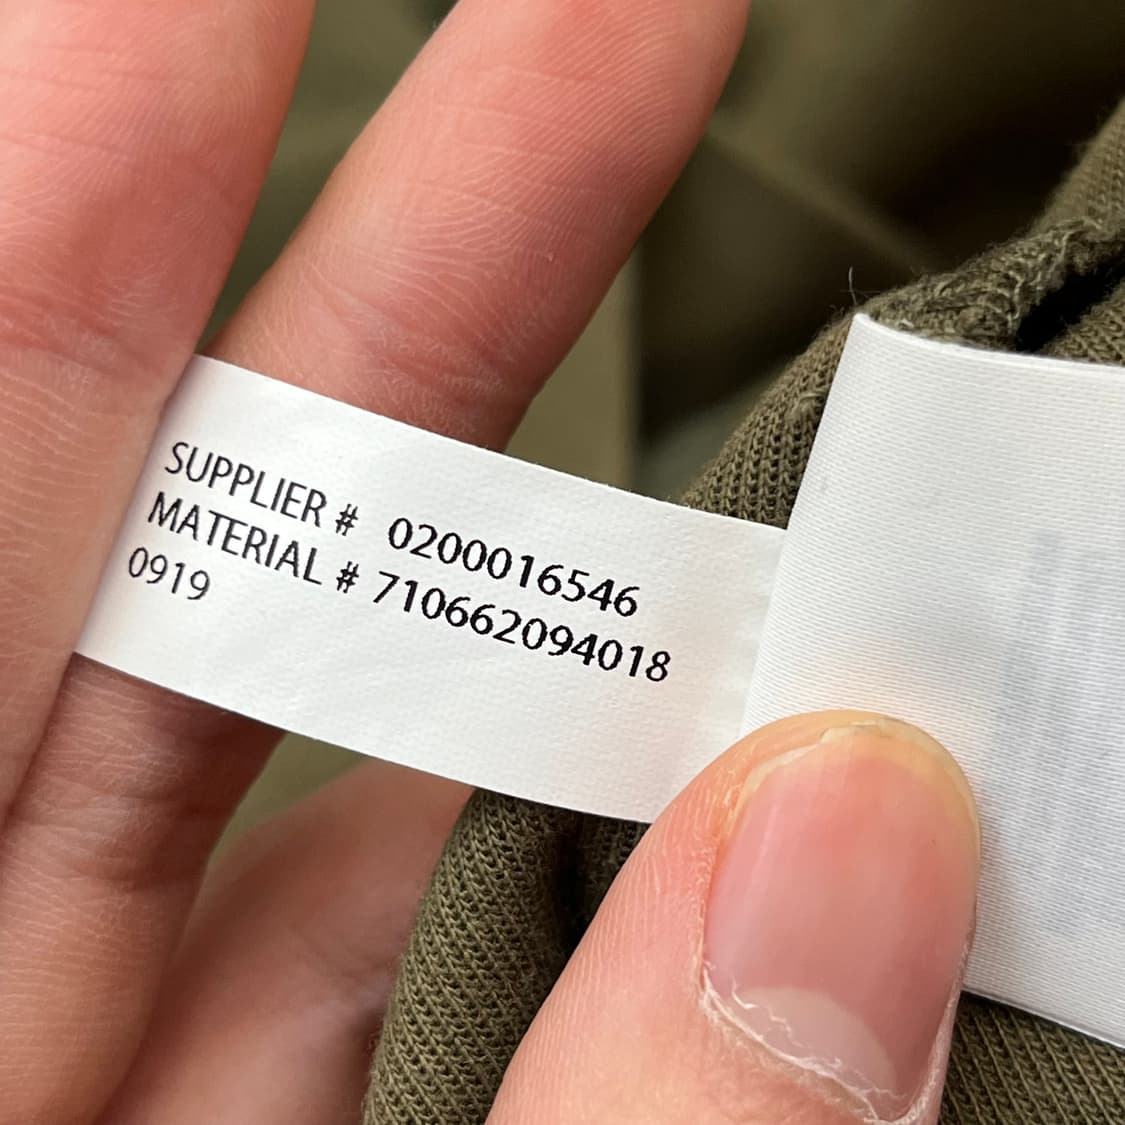 SUPPLIER # 0200016546
MATERIAL # 710662094018
0919